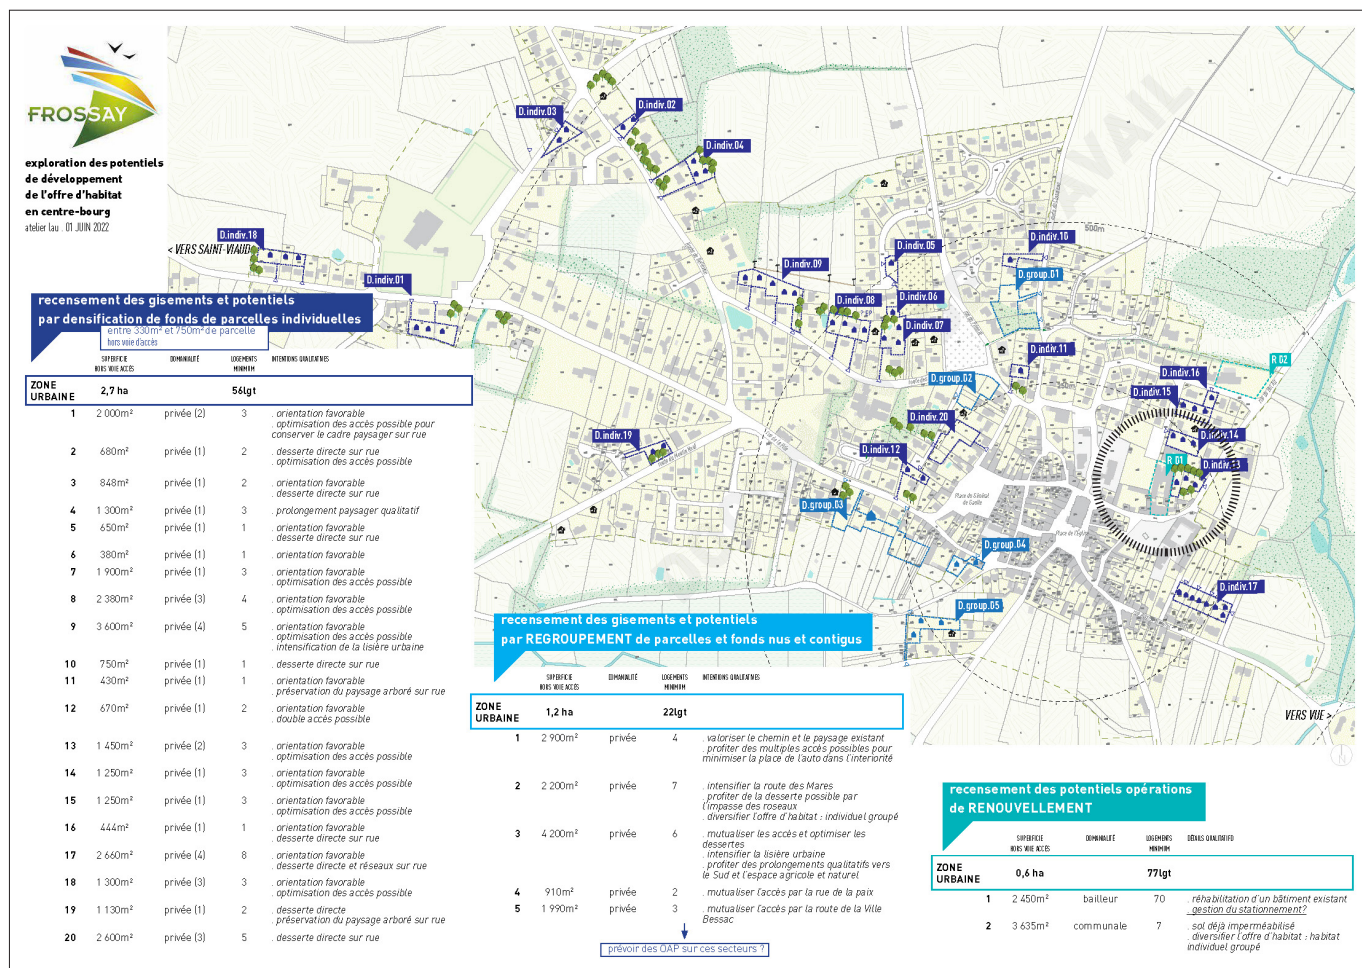 FROSSAY
exploration des potentiels
de développement
de l'offre d'habitat
en centre-bourg
atelier lau . 01 JUIN 2022
< VERS SAINT-VIAUD
D.indiv.18
D.indiv.01
D.indiv.03
D.indiv.02
D.indiv.04
D.indiv.09
D.indiv.08
D.indiv.05
D.indiv.06
D.indiv.07
D.indiv.10
D.group.01
D.indiv.11
D.group.02
D.indiv.20
D.indiv.12
D.indiv.19
D.group.03
D.group.04
D.group.05
D.indiv.16
D.indiv.15
D.indiv.14
D.indiv.13
D.indiv.17
R 02
R 01
500m
250m
Place du Général
de Gaulle
Place de l'Eglise
VERS VUE >
N
AVAIL
recensement des gisements et potentiels
par densification de fonds de parcelles individuelles
entre 330m² et 750m² de parcelle
hors voie d'accès
SUPERFICIE HORS VOIE ACCÈS DOMANIALITÉ LOGEMENTS MINIMUM INTENTIONS QUALITATIVES
ZONE URBAINE 2,7 ha 56lgt
1 2 000m² privée (2) 3 . orientation favorable
. optimisation des accès possible pour
conserver le cadre paysager sur rue
2 680m² privée (1) 2 . desserte directe sur rue
. optimisation des accès possible
3 848m² privée (1) 2 . orientation favorable
. desserte directe sur rue
4 1 300m² privée (1) 3 . prolongement paysager qualitatif
5 650m² privée (1) 1 . orientation favorable
. desserte directe sur rue
6 380m² privée (1) 1 . orientation favorable
7 1 900m² privée (1) 3 . orientation favorable
. optimisation des accès possible
8 2 380m² privée (3) 4 . orientation favorable
. optimisation des accès possible
9 3 600m² privée (4) 5 . orientation favorable
. optimisation des accès possible
. intensification de la lisière urbaine
10 750m² privée (1) 1 . desserte directe sur rue
11 430m² privée (1) 1 . orientation favorable
. préservation du paysage arboré sur rue
12 670m² privée (1) 2 . orientation favorable
. double accès possible
13 1 450m² privée (2) 3 . orientation favorable
. optimisation des accès possible
14 1 250m² privée (1) 3 . orientation favorable
. optimisation des accès possible
15 1 250m² privée (1) 3 . orientation favorable
. optimisation des accès possible
16 444m² privée (1) 1 . orientation favorable
. desserte directe sur rue
17 2 660m² privée (4) 8 . orientation favorable
. desserte directe et réseaux sur rue
18 1 300m² privée (3) 3 . orientation favorable
. optimisation des accès possible
19 1 130m² privée (1) 2 . desserte directe
. préservation du paysage arboré sur rue
20 2 600m² privée (3) 5 . desserte directe sur rue
recensement des gisements et potentiels
par REGROUPEMENT de parcelles et fonds nus et contigus
SUPERFICIE HORS VOIE ACCÈS DOMANIALITÉ LOGEMENTS MINIMUM INTENTIONS QUALITATIVES
ZONE URBAINE 1,2 ha 22lgt
1 2 900m² privée 4 . valoriser le chemin et le paysage existant
. profiter des multiples accès possibles pour
minimiser la place de l'auto dans l'interiorité
2 2 200m² privée 7 . intensifier la route des Mares
. profiter de la desserte possible par
l'impasse des roseaux
. diversifier l'offre d'habitat : individuel groupé
3 4 200m² privée 6 . mutualiser les accès et optimiser les
dessertes
. intensifier la lisière urbaine
. profiter des prolongements qualitatifs vers
le Sud et l'espace agricole et naturel
4 910m² privée 2 . mutualiser l'accès par la rue de la paix
5 1 990m² privée 3 . mutualiser l'accès par la route de la Ville
Bessac
prévoir des OAP sur ces secteurs ?
recensement des potentiels opérations
de RENOUVELLEMENT
SUPERFICIE HORS VOIE ACCÈS DOMANIALITÉ LOGEMENTS MINIMUM DÉTAILS QUALITATIFS
ZONE URBAINE 0,6 ha 77lgt
1 2 450m² bailleur 70 . réhabilitation d'un bâtiment existant
. gestion du stationnement?
2 3 635m² communale 7 . sol déjà imperméabilisé
. diversifier l'offre d'habitat : habitat
individuel groupé